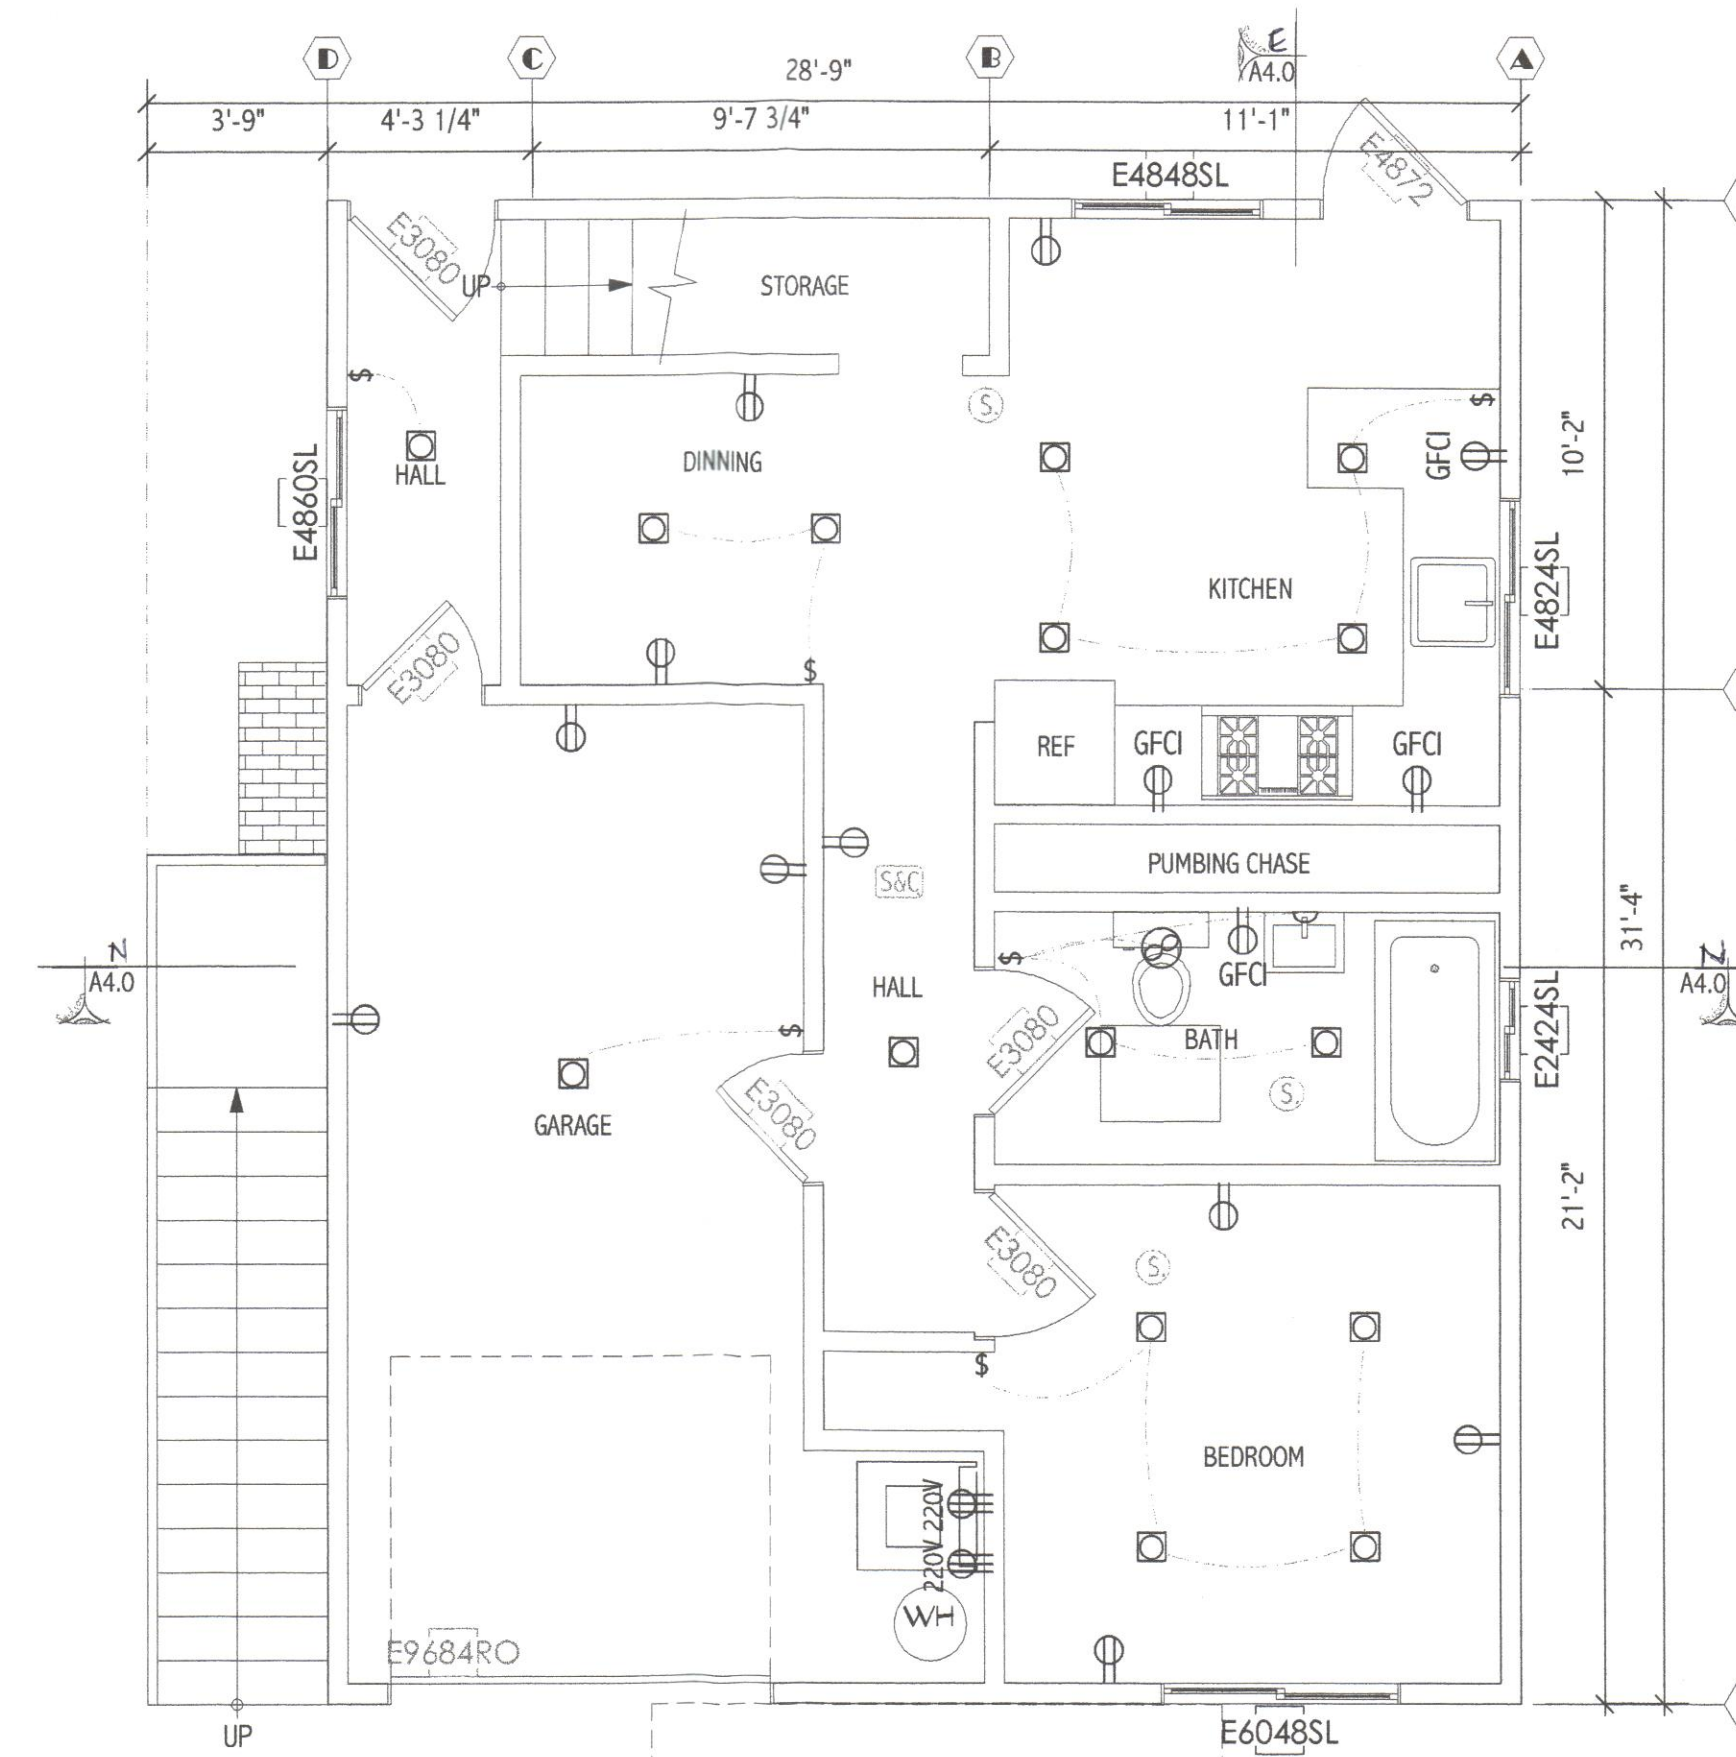 D
C
B
E
A4.0
A
28'-9"
3'-9"
4'-3 1/4"
9'-7 3/4"
11'-1"
E4848SL
E4872
E3080
UP
STORAGE
$
S.
$
DINNING
HALL
GFCI
10'-2"
E4860SL
KITCHEN
E4824SL
E3080
$
REF
GFCI
GFCI
PUMBING CHASE
S&C
31'-4"
Z
A4.0
$
GFCI
Z
A4.0
HALL
E3080
BATH
E2424SL
$
S.
GARAGE
E3080
21'-2"
E3080
S.
$
BEDROOM
220V
220V
WH
E9684RO
UP
E6048SL